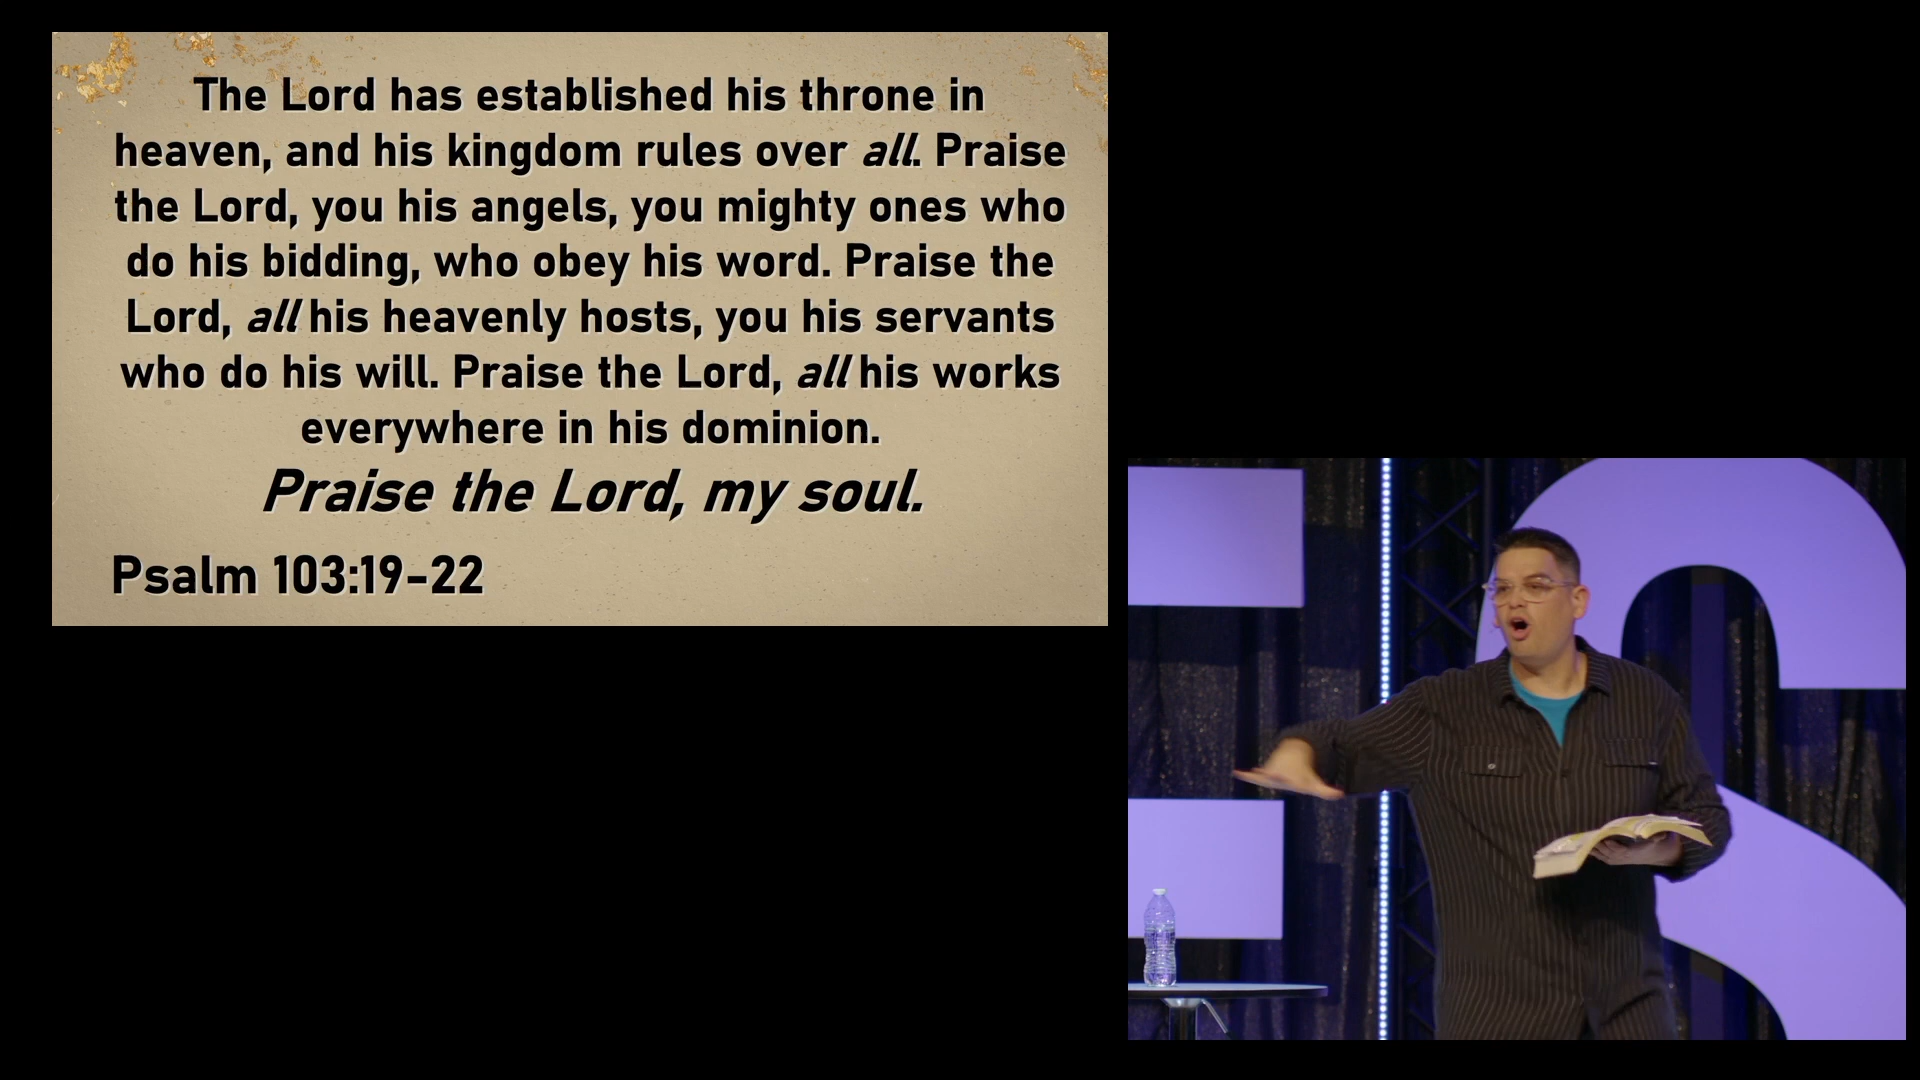 The Lord has established his throne in
heaven, and his kingdom rules over all. Praise
the Lord, you his angels, you mighty ones who
do his bidding, who obey his word. Praise the
Lord, all his heavenly hosts, you his servants
who do his will. Praise the Lord, all his works
everywhere in his dominion.
Praise the Lord, my soul.
Psalm 103:19-22